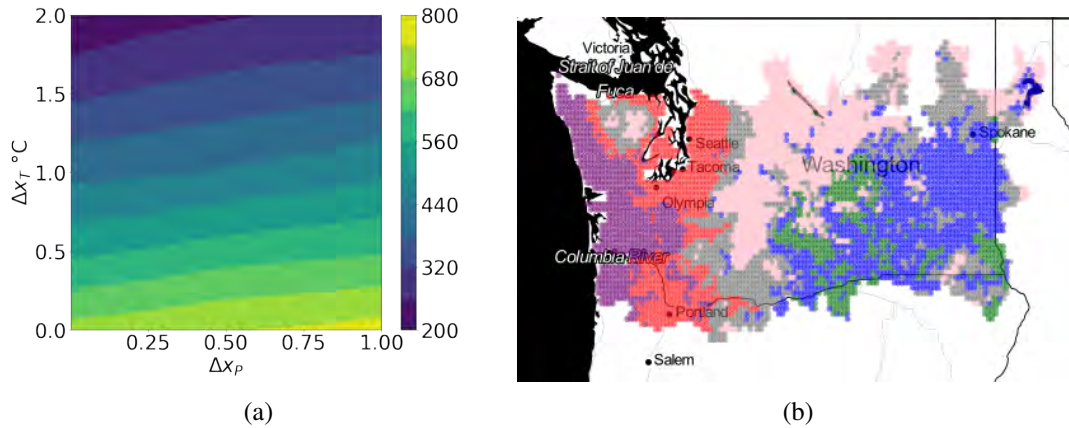 2.0
1.5
1.0
0.5
0.0
Δx_T °C
0.25 0.50 0.75 1.00
Δx_P
800
680
560
440
320
200
(a)
Victoria
Strait of Juan de
Fuca
Seattle
Tacoma
Olympia
Washington
Spokane
Columbia River
Portland
Salem
(b)